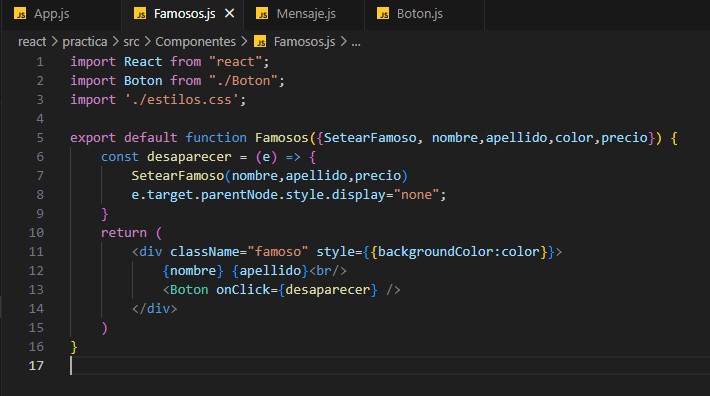 JS App.js JS Famosos.js × JS Mensaje.js JS Boton.js
react > practica > src > Componentes > JS Famosos.js > ...
1 import React from "react";
2 import Boton from "./Boton";
3 import './estilos.css';
4
5 export default function Famosos({SetearFamoso, nombre,apellido,color,precio}) {
6 const desaparecer = (e) => {
7 SetearFamoso(nombre,apellido,precio)
8 e.target.parentNode.style.display="none";
9 }
10 return (
11 <div className="famoso" style={{backgroundColor:color}}>
12 {nombre} {apellido}<br/>
13 <Boton onClick={desaparecer} />
14 </div>
15 )
16 }
17